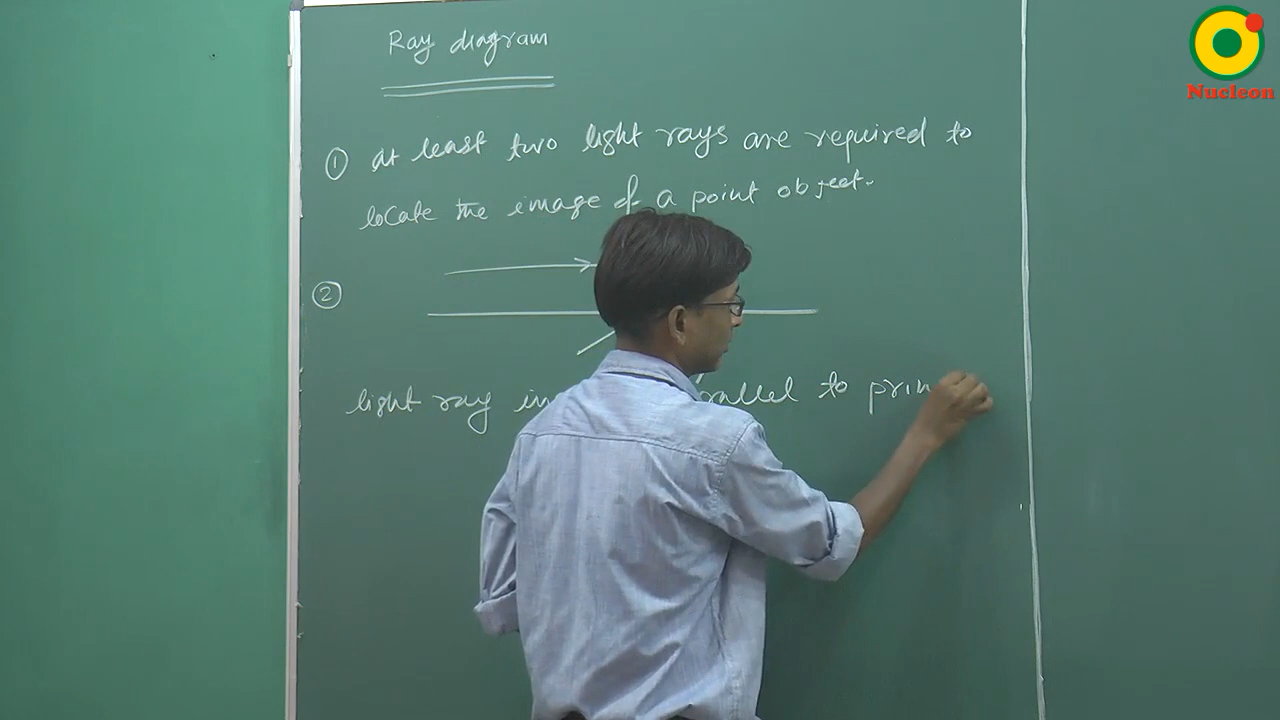 Ray diagram
Nucleon
① at least two light rays are required to
locate the image of a point object.
②
light ray in rallel to prin